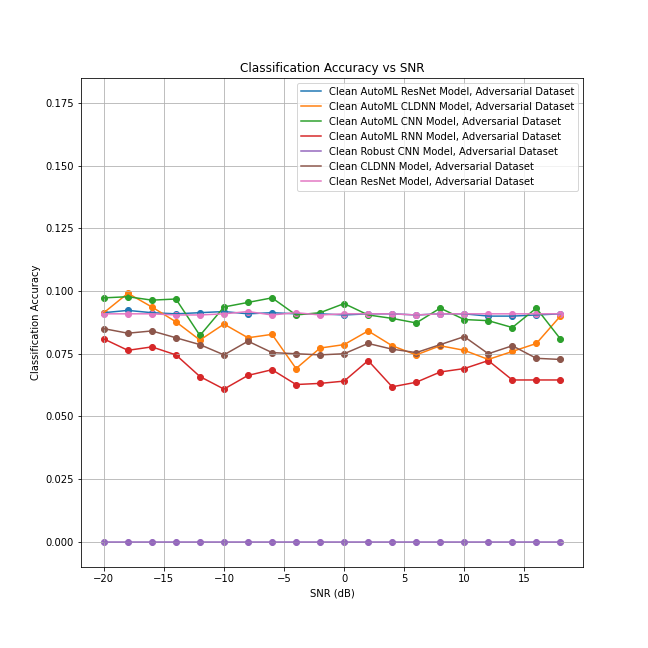 Classification Accuracy vs SNR
Clean AutoML ResNet Model, Adversarial Dataset
Clean AutoML CLDNN Model, Adversarial Dataset
Clean AutoML CNN Model, Adversarial Dataset
Clean AutoML RNN Model, Adversarial Dataset
Clean Robust CNN Model, Adversarial Dataset
Clean CLDNN Model, Adversarial Dataset
Clean ResNet Model, Adversarial Dataset
Classification Accuracy
0.175
0.150
0.125
0.100
0.075
0.050
0.025
0.000
−20 −15 −10 −5 0 5 10 15
SNR (dB)